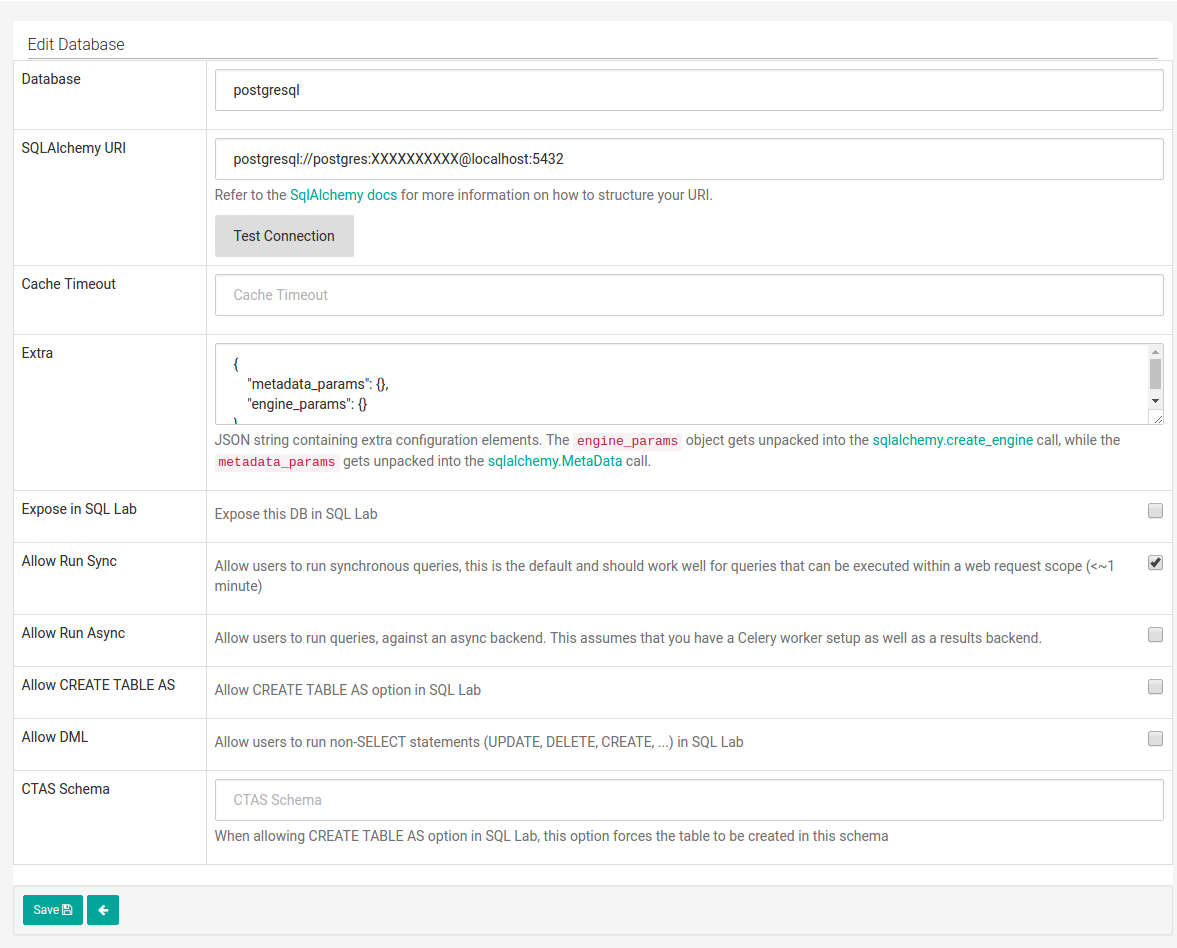 Edit Database
Database
postgresql
SQLAlchemy URI
postgresql://postgres:XXXXXXXXXX@localhost:5432
Refer to the SqlAlchemy docs for more information on how to structure your URI.
Test Connection
Cache Timeout
Cache Timeout
Extra
{
"metadata_params": {},
"engine_params": {}
}
JSON string containing extra configuration elements. The engine_params object gets unpacked into the sqlalchemy.create_engine call, while the
metadata_params gets unpacked into the sqlalchemy.MetaData call.
Expose in SQL Lab
Expose this DB in SQL Lab
Allow Run Sync
Allow users to run synchronous queries, this is the default and should work well for queries that can be executed within a web request scope (<~1
minute)
Allow Run Async
Allow users to run queries, against an async backend. This assumes that you have a Celery worker setup as well as a results backend.
Allow CREATE TABLE AS
Allow CREATE TABLE AS option in SQL Lab
Allow DML
Allow users to run non-SELECT statements (UPDATE, DELETE, CREATE, ...) in SQL Lab
CTAS Schema
CTAS Schema
When allowing CREATE TABLE AS option in SQL Lab, this option forces the table to be created in this schema
Save